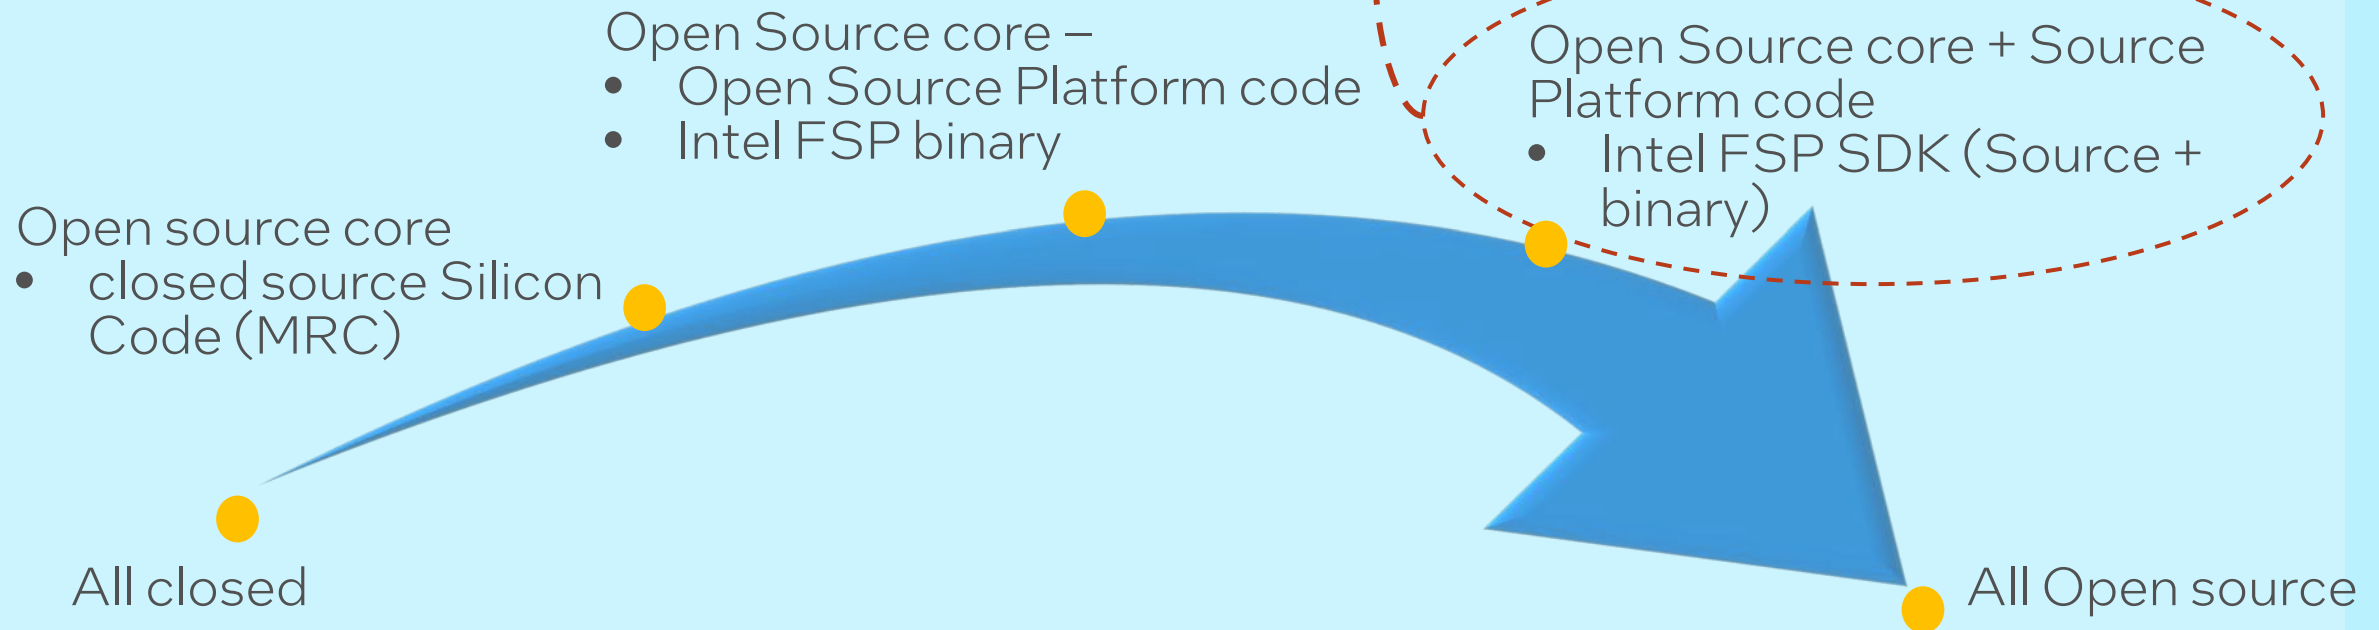 Open Source core –
• Open Source Platform code
• Intel FSP binary
Open Source core + Source
Platform code
• Intel FSP SDK (Source +
binary)
Open source core
• closed source Silicon
Code (MRC)
All closed
All Open source